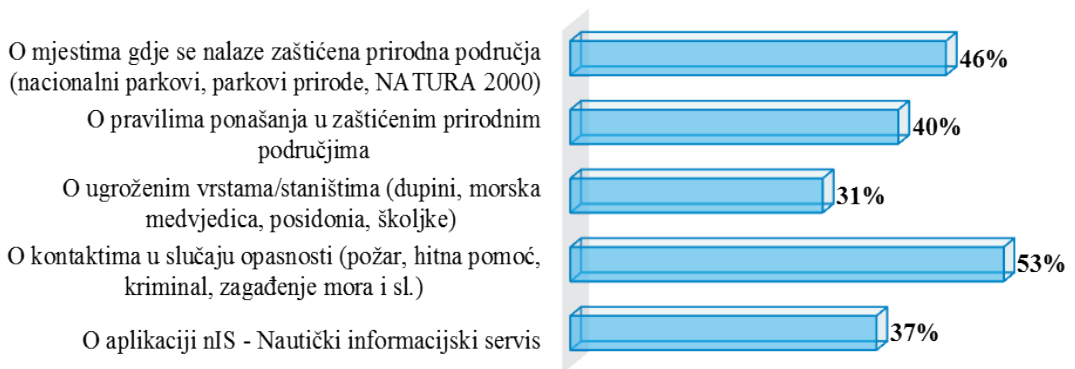 O mjestima gdje se nalaze zaštićena prirodna područja
(nacionalni parkovi, parkovi prirode, NATURA 2000)
46%
O pravilima ponašanja u zaštićenim prirodnim
područjima
40%
O ugroženim vrstama/staništima (dupini, morska
medvjedica, posidonia, školjke)
31%
O kontaktima u slučaju opasnosti (požar, hitna pomoć,
kriminal, zagađenje mora i sl.)
53%
O aplikaciji nIS - Nautički informacijski servis
37%